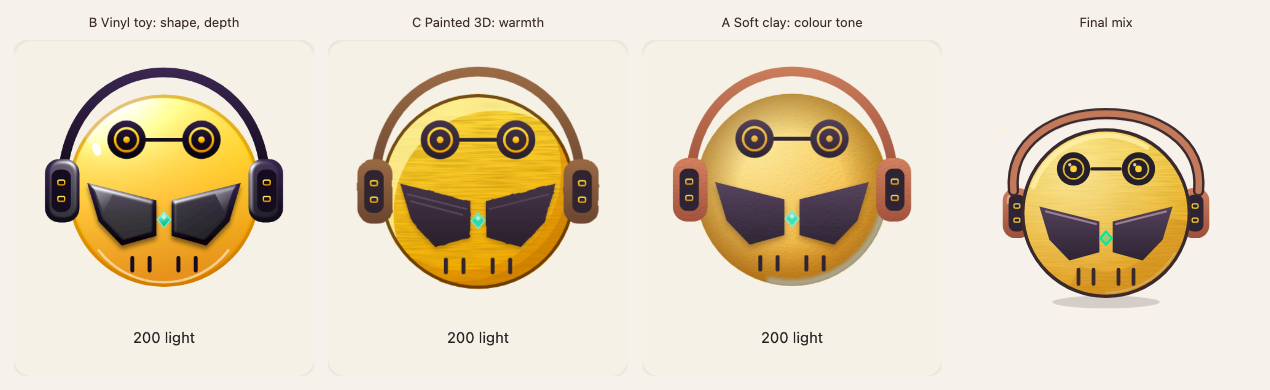 B Vinyl toy: shape, depth
C Painted 3D: warmth
A Soft clay: colour tone
Final mix
200 light
200 light
200 light